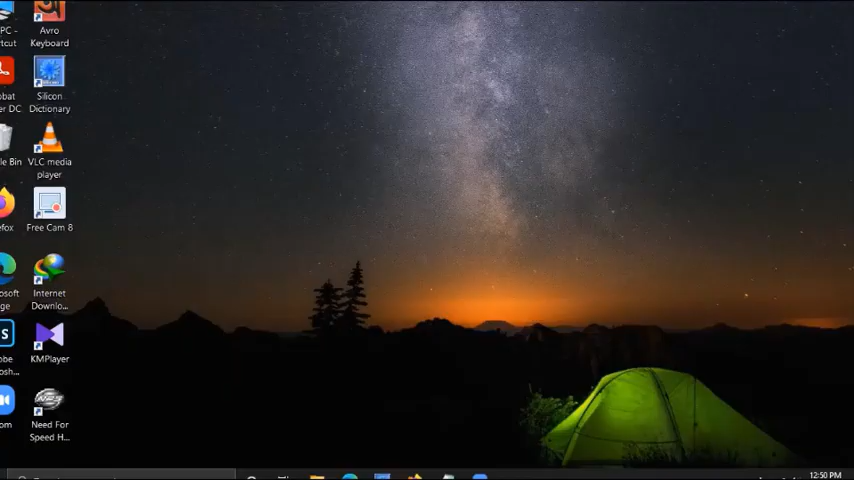 PC -
rtcut
Avro
Keyboard
obat
er DC
Silicon
Dictionary
le Bin
VLC media
player
efox
Free Cam 8
osoft
ge
Internet
Downlo...
obe
osh...
KMPlayer
om
Need For
Speed H...
12:50 PM